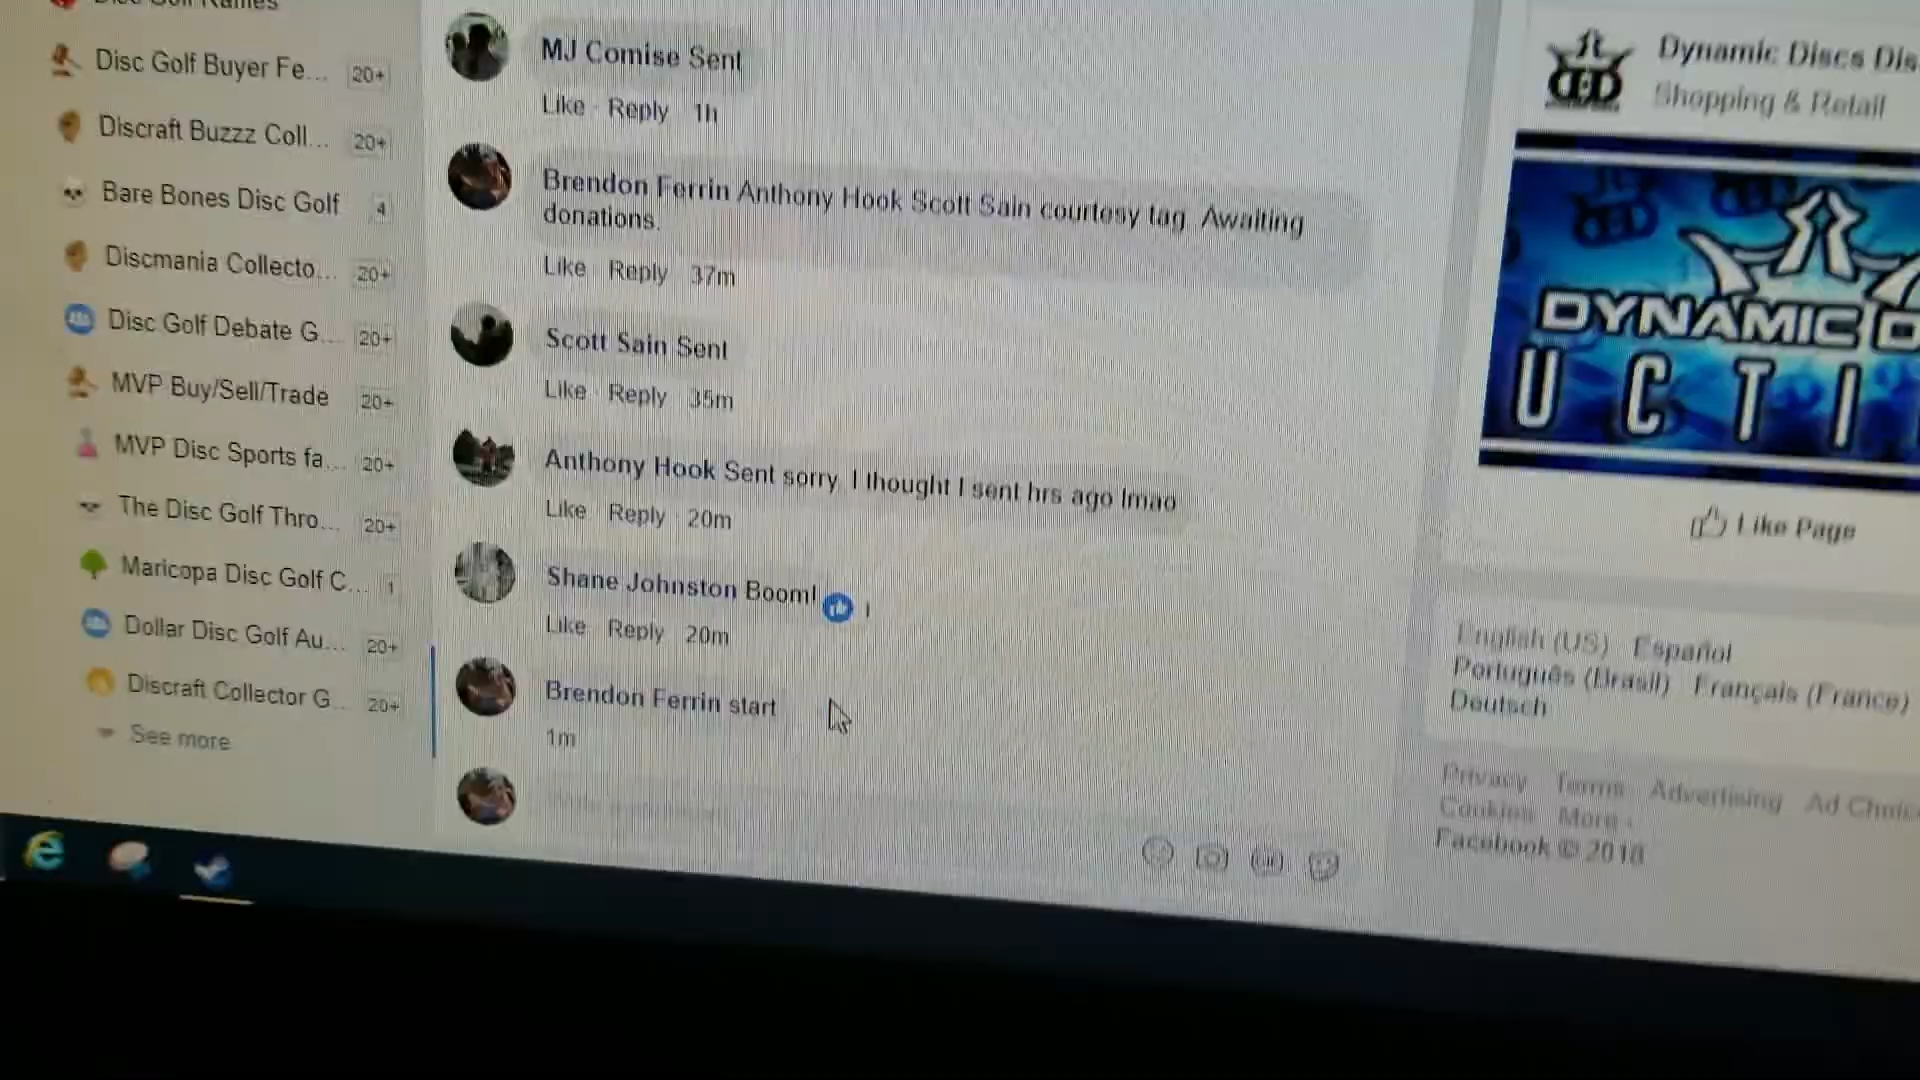 Disc Golf Buyer Fe... 20+
Discraft Buzzz Coll... 20+
Bare Bones Disc Golf 4
Discmania Collecto... 20+
Disc Golf Debate G... 20+
MVP Buy/Sell/Trade 20+
MVP Disc Sports fa... 20+
The Disc Golf Thro... 20+
Maricopa Disc Golf C... 1
Dollar Disc Golf Au... 20+
Discraft Collector G... 20+
See more
MJ Comise Sent
Like · Reply · 1h
Brendon Ferrin Anthony Hook Scott Sain courtesy tag. Awaiting
donations.
Like · Reply · 37m
Scott Sain Sent
Like · Reply · 35m
Anthony Hook Sent sorry, I thought I sent hrs ago lmao
Like · Reply · 20m
Shane Johnston Boom! 1
Like · Reply · 20m
Brendon Ferrin start
1m
GIF
Dynamic Discs Dis
Shopping & Retail
DYNAMIC D
UCTI
Like Page
English (US) · Español
Português (Brasil) · Français (France)
Deutsch
Privacy · Terms · Advertising · Ad Choic
Cookies · More
Facebook © 2018